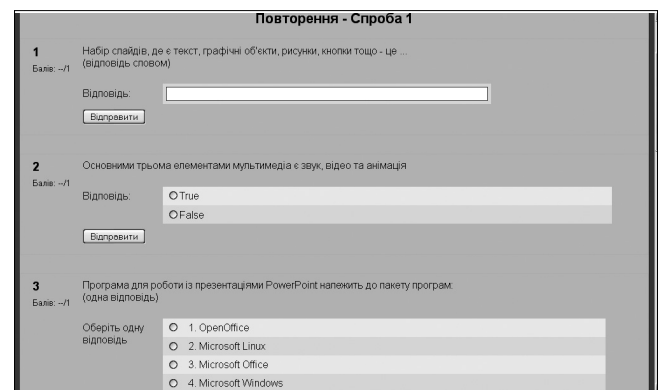 Повторення - Спроба 1
1
Набір слайдів, де є текст, графічні об'єкти, рисунки, кнопки тощо - це ...
Балів: --/1
(відповідь словом)
Відповідь:
Відправити
2
Основними трьома елементами мультимедіа є звук, відео та анімація
Балів: --/1
Відповідь:
True
False
Відправити
3
Програма для роботи із презентаціями PowerPoint належить до пакету програм:
Балів: --/1
(одна відповідь)
Оберіть одну
відповідь
1. OpenOffice
2. Microsoft Linux
3. Microsoft Office
4. Microsoft Windows